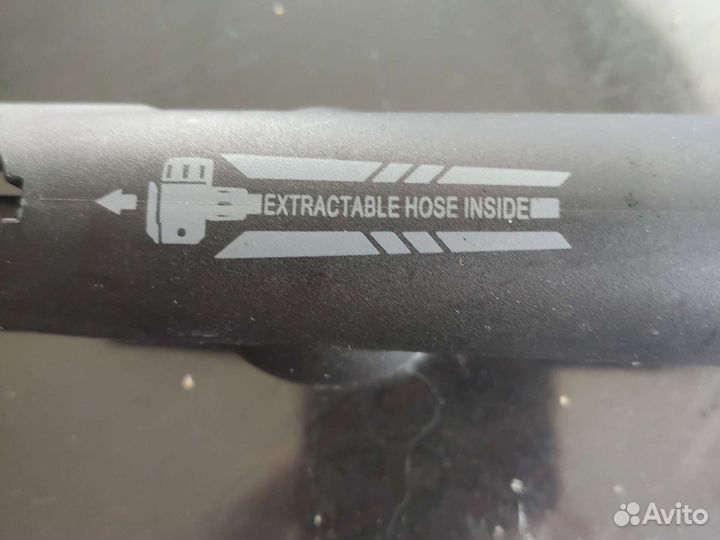 EXTRACTABLE HOSE INSIDE
Avito